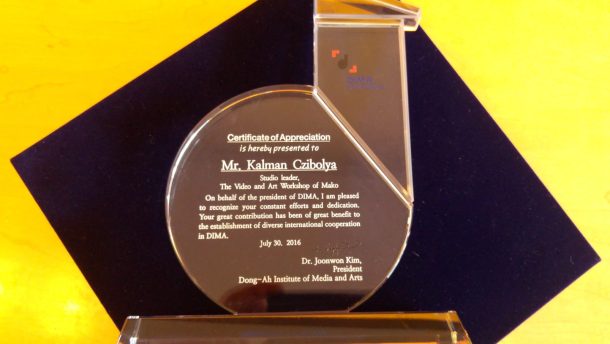 Certificate of Appreciation
is hereby presented to
Mr. Kalman Czibolya
Studio leader,
The Video and Art Workshop of Mako
On behalf of the president of DIMA, I am pleased
to recognize your constant efforts and dedication.
Your great contribution has been of great benefit to
the establishment of diverse international cooperation
in DIMA.
July 30, 2016
Dr. Joonwon Kim,
President
Dong-Ah Institute of Media and Arts